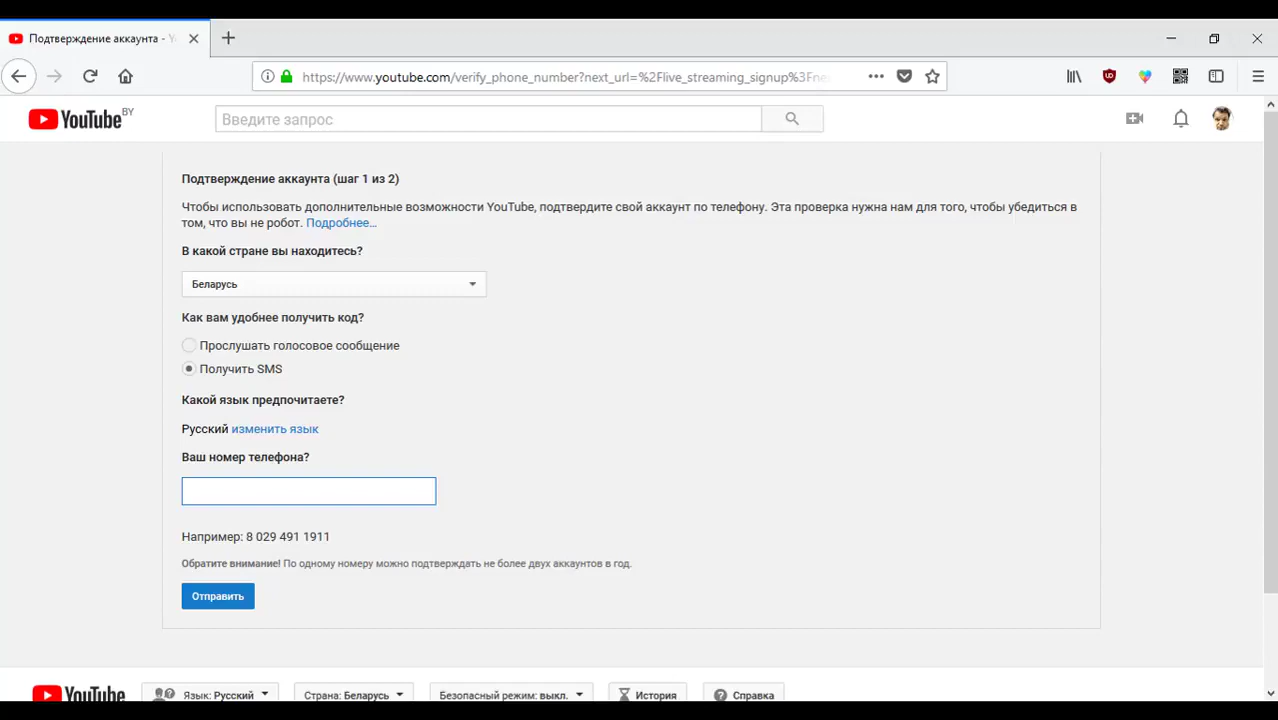 Подтверждение аккаунта - Y
https://www.youtube.com/verify_phone_number?next_url=%2Flive_streaming_signup%3Fne
YouTube BY
Введите запрос
Подтверждение аккаунта (шаг 1 из 2)
Чтобы использовать дополнительные возможности YouTube, подтвердите свой аккаунт по телефону. Эта проверка нужна нам для того, чтобы убедиться в
том, что вы не робот. Подробнее…
В какой стране вы находитесь?
Беларусь
Как вам удобнее получить код?
Прослушать голосовое сообщение
Получить SMS
Какой язык предпочитаете?
Русский изменить язык
Ваш номер телефона?
Например: 8 029 491 1911
Обратите внимание! По одному номеру можно подтверждать не более двух аккаунтов в год.
Отправить
YouTube Язык: Русский Страна: Беларусь Безопасный режим: выкл. История Справка